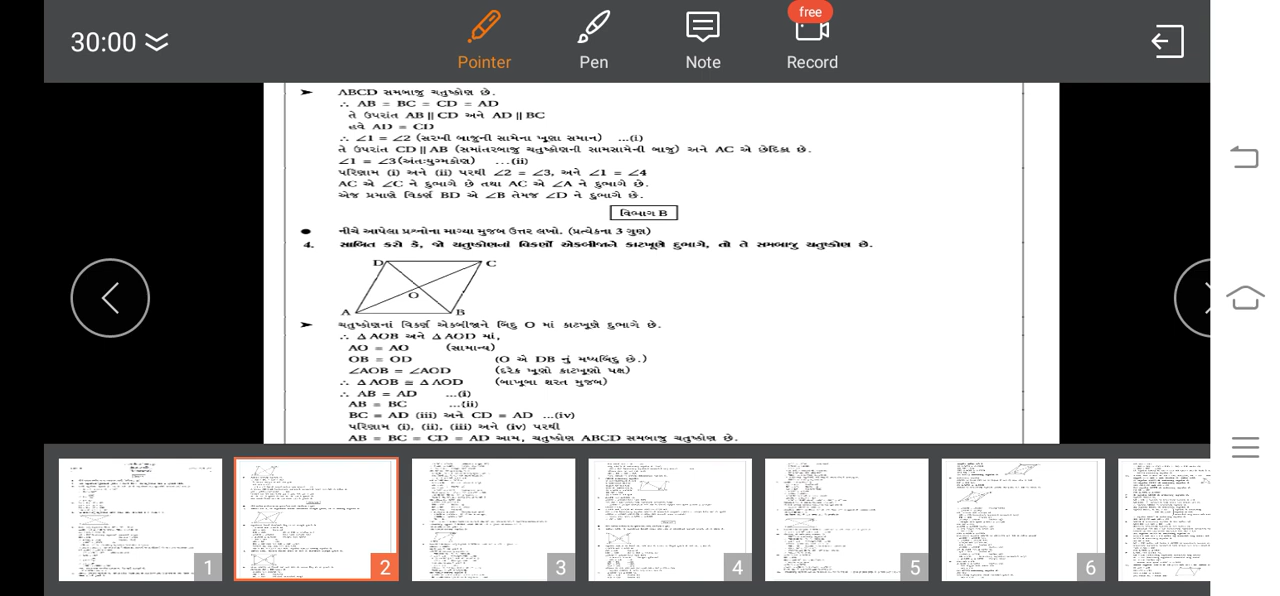 30:00
Pointer
Pen
Note
free
Record
➤ ABCD સમબાજુ ચતુષ્કોણ છે.
∴ AB = BC = CD = AD
તે ઉપરાંત AB || CD અને AD || BC
હવે AD = CD
∴ ∠1 = ∠2 (સરખી બાજુની સામેના ખૂણા સમાન) ...(i)
તે ઉપરાંત CD || AB (સમાંતરબાજુ ચતુષ્કોણની સામસામેની બાજુ) અને AC એ છેદિકા છે.
∠1 = ∠3 (અંતઃયુગ્મકોણ) ...(ii)
પરિણામ (i) અને (ii) પરથી ∠2 = ∠3, અને ∠1 = ∠4
AC એ ∠C ને દુભાગે છે તથા AC એ ∠A ને દુભાગે છે.
એજ પ્રમાણે વિકર્ણ BD એ ∠B તેમજ ∠D ને દુભાગે છે.
વિભાગ B
● નીચે આપેલા પ્રશ્નોના માગ્યા મુજબ ઉત્તર લખો. (પ્રત્યેકના 3 ગુણ)
4. સાબિત કરો કે, જો ચતુષ્કોણનાં વિકર્ણો એકબીજાને કાટખૂણે દુભાગે, તો તે સમબાજુ ચતુષ્કોણ છે.
D C
O
A B
➤ ચતુષ્કોણનાં વિકર્ણ એકબીજાને બિંદુ O માં કાટખૂણે દુભાગે છે.
∴ Δ AOB અને Δ AOD માં,
AO = AO (સામાન્ય)
OB = OD (O એ DB નું મધ્યબિંદુ છે.)
∠AOB = ∠AOD (દરેક ખૂણો કાટખૂણો પક્ષ)
∴ Δ AOB ≅ Δ AOD (બાખૂબા શરત મુજબ)
∴ AB = AD ...(i)
AB = BC ...(ii)
BC = AD (iii) અને CD = AD ...(iv)
પરિણામ (i), (ii), (iii) અને (iv) પરથી
AB = BC = CD = AD આમ, ચતુષ્કોણ ABCD સમબાજુ ચતુષ્કોણ છે.
1
2
3
4
5
6